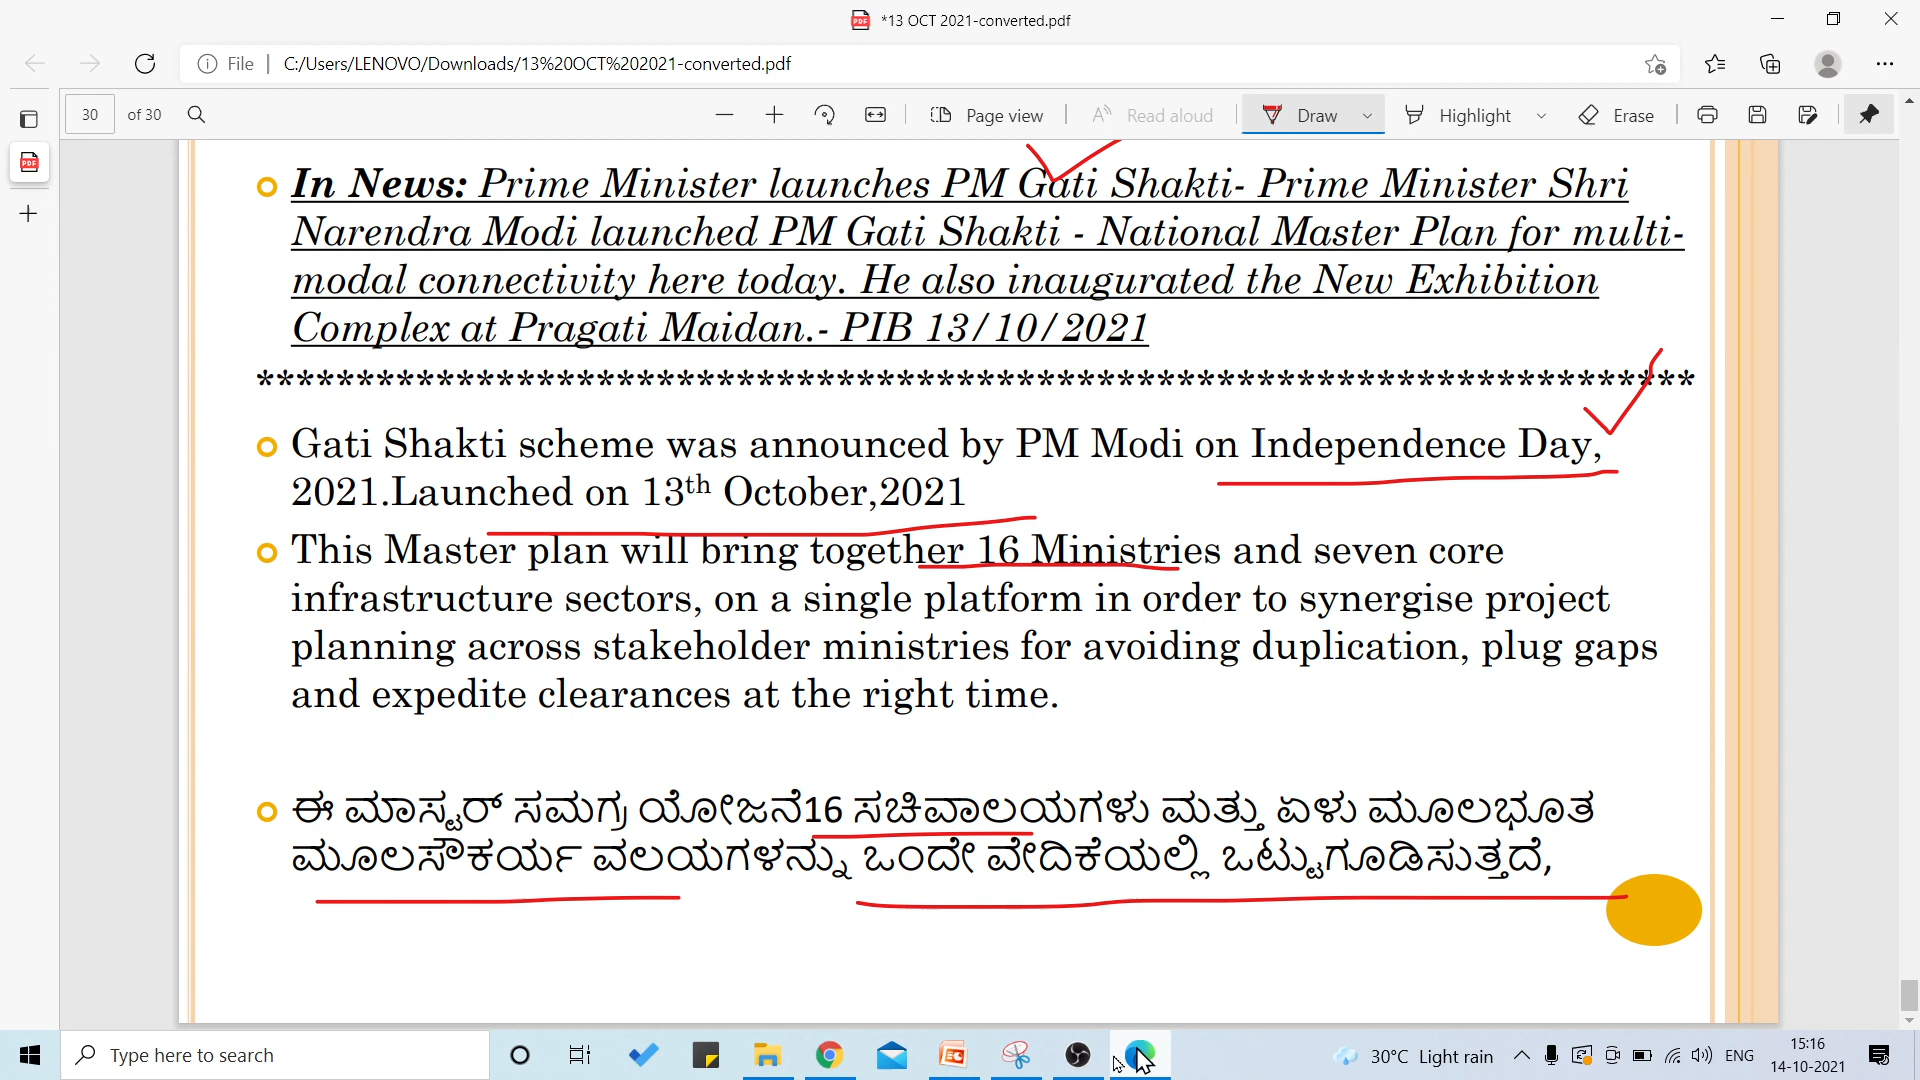 *13 OCT 2021-converted.pdf
File | C:/Users/LENOVO/Downloads/13%20OCT%202021-converted.pdf
30 of 30 Page view Read aloud Draw Highlight Erase
In News: Prime Minister launches PM Gati Shakti- Prime Minister Shri
Narendra Modi launched PM Gati Shakti - National Master Plan for multi-
modal connectivity here today. He also inaugurated the New Exhibition
Complex at Pragati Maidan.- PIB 13/10/2021
************************************************************************
Gati Shakti scheme was announced by PM Modi on Independence Day,
2021.Launched on 13th October,2021
This Master plan will bring together 16 Ministries and seven core
infrastructure sectors, on a single platform in order to synergise project
planning across stakeholder ministries for avoiding duplication, plug gaps
and expedite clearances at the right time.
ಈ ಮಾಸ್ಟರ್ ಸಮಗ್ರ ಯೋಜನೆ16 ಸಚಿವಾಲಯಗಳು ಮತ್ತು ಏಳು ಮೂಲಭೂತ
ಮೂಲಸೌಕರ್ಯ ವಲಯಗಳನ್ನು ಒಂದೇ ವೇದಿಕೆಯಲ್ಲಿ ಒಟ್ಟುಗೂಡಿಸುತ್ತದೆ,
Type here to search 30°C Light rain ENG 15:16
14-10-2021